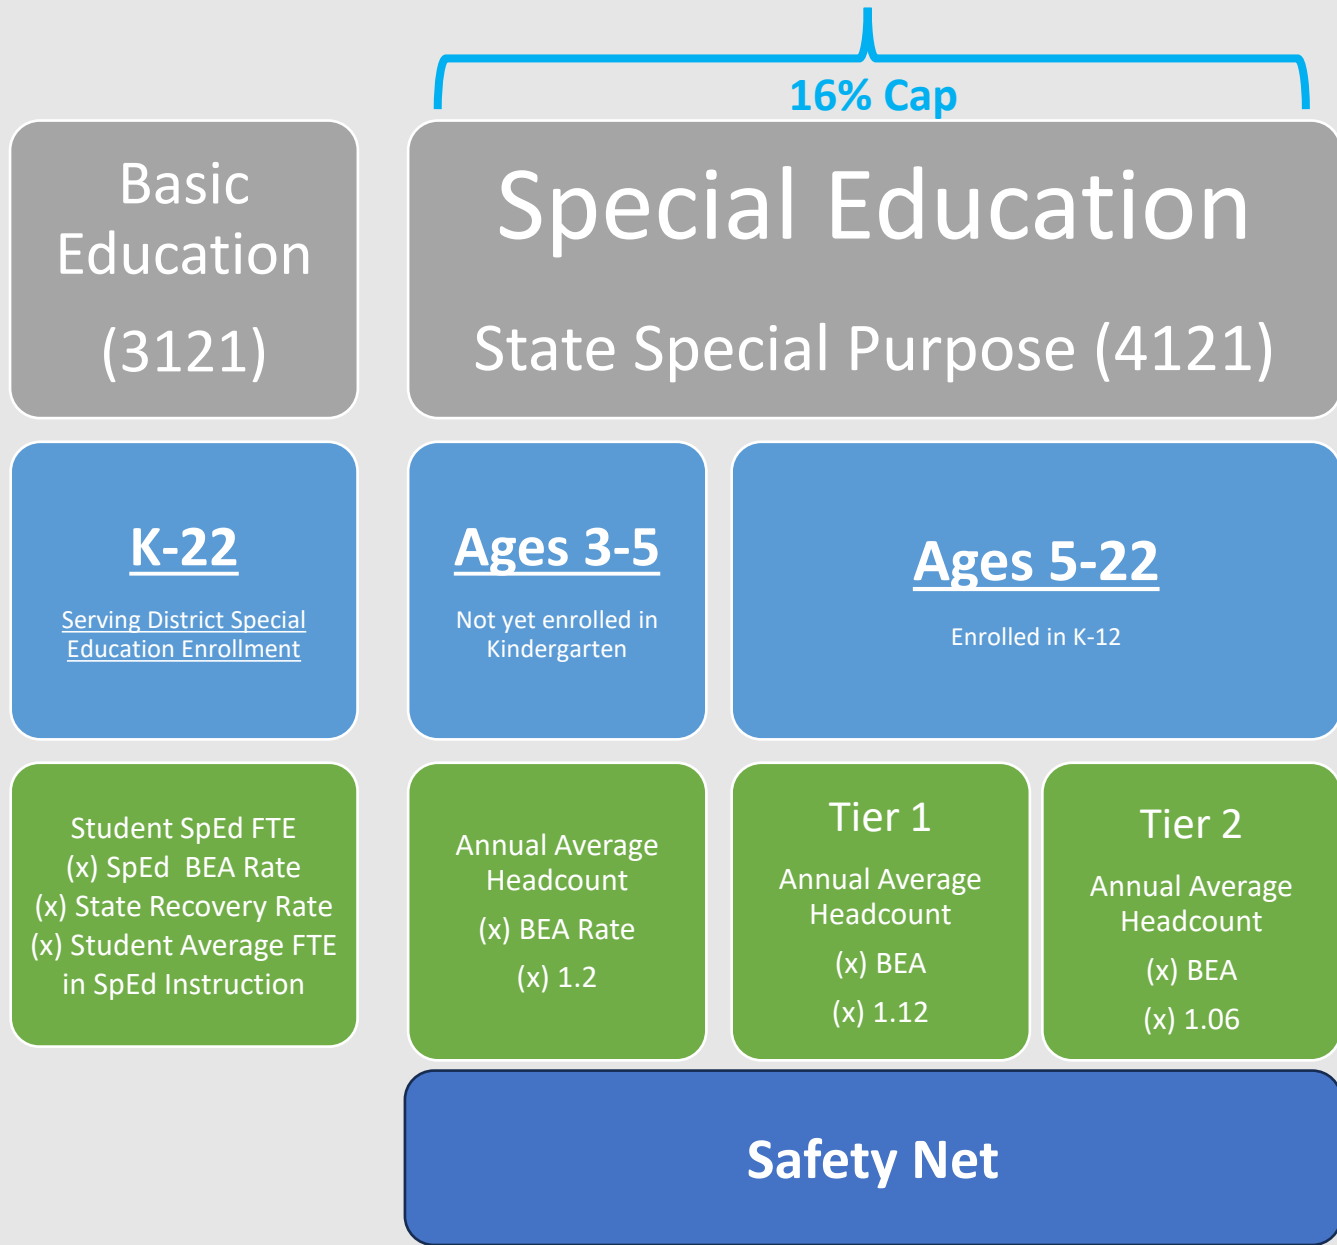 16% Cap
Basic
Education
(3121)
Special Education
State Special Purpose (4121)
K-22
Serving District Special
Education Enrollment
Ages 3-5
Not yet enrolled in
Kindergarten
Ages 5-22
Enrolled in K-12
Student SpEd FTE
(x) SpEd BEA Rate
(x) State Recovery Rate
(x) Student Average FTE
in SpEd Instruction
Annual Average
Headcount
(x) BEA Rate
(x) 1.2
Tier 1
Annual Average
Headcount
(x) BEA
(x) 1.12
Tier 2
Annual Average
Headcount
(x) BEA
(x) 1.06
Safety Net